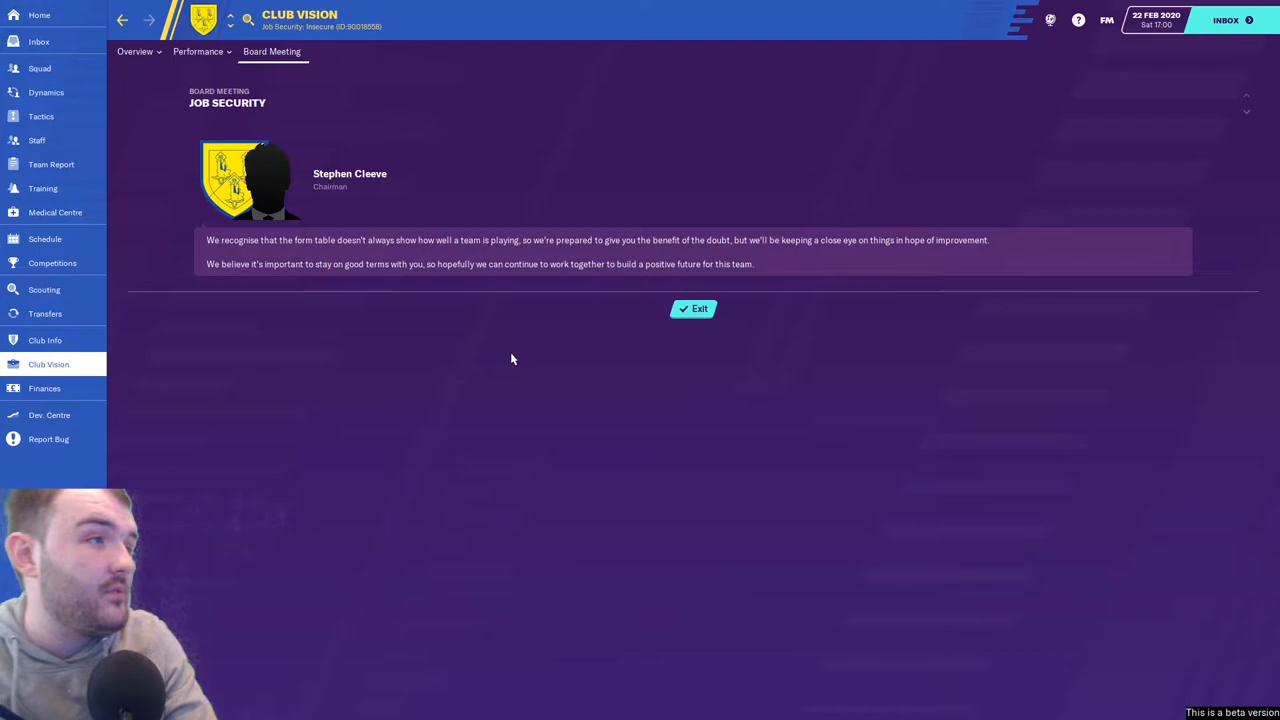 Home
Inbox
Squad
Dynamics
Tactics
Staff
Team Report
Training
Medical Centre
Schedule
Competitions
Scouting
Transfers
Club Info
Club Vision
Finances
Dev. Centre
Report Bug
CLUB VISION
Job Security: Insecure (ID:90018558)
?
FM
22 FEB 2020
Sat 17:00
INBOX
Overview
Performance
Board Meeting
BOARD MEETING
JOB SECURITY
Stephen Cleeve
Chairman
We recognise that the form table doesn't always show how well a team is playing, so we're prepared to give you the benefit of the doubt, but we'll be keeping a close eye on things in hope of improvement.
We believe it's important to stay on good terms with you, so hopefully we can continue to work together to build a positive future for this team.
Exit
This is a beta version